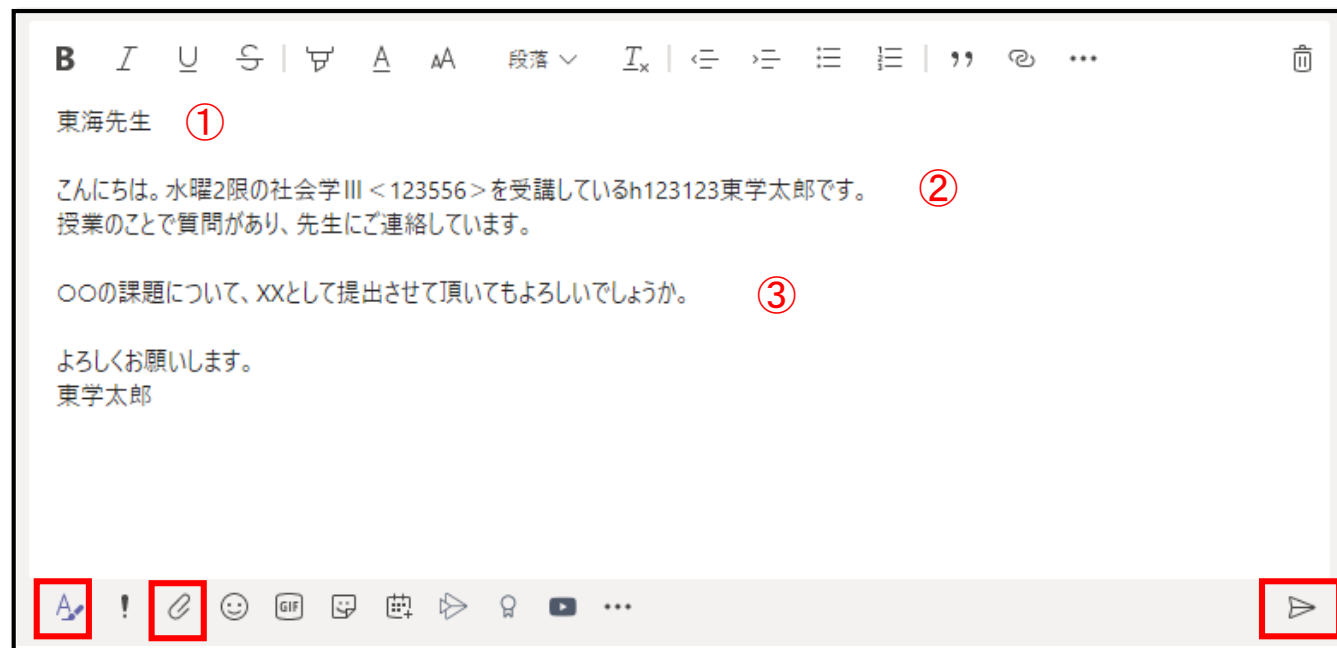 B I U S A AA 段落 Tx
東海先生 ①
こんにちは。水曜2限の社会学Ⅲ＜123556＞を受講しているh123123東学太郎です。 ②
授業のことで質問があり、先生にご連絡しています。
○○の課題について、XXとして提出させて頂いてもよろしいでしょうか。 ③
よろしくお願いします。
東学太郎
A ! GIF